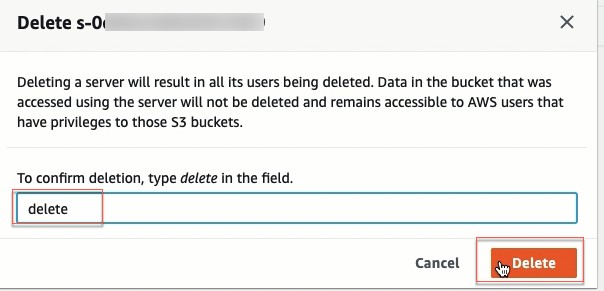 Delete s-0
Deleting a server will result in all its users being deleted. Data in the bucket that was
accessed using the server will not be deleted and remains accessible to AWS users that
have privileges to those S3 buckets.
To confirm deletion, type delete in the field.
delete
Cancel Delete